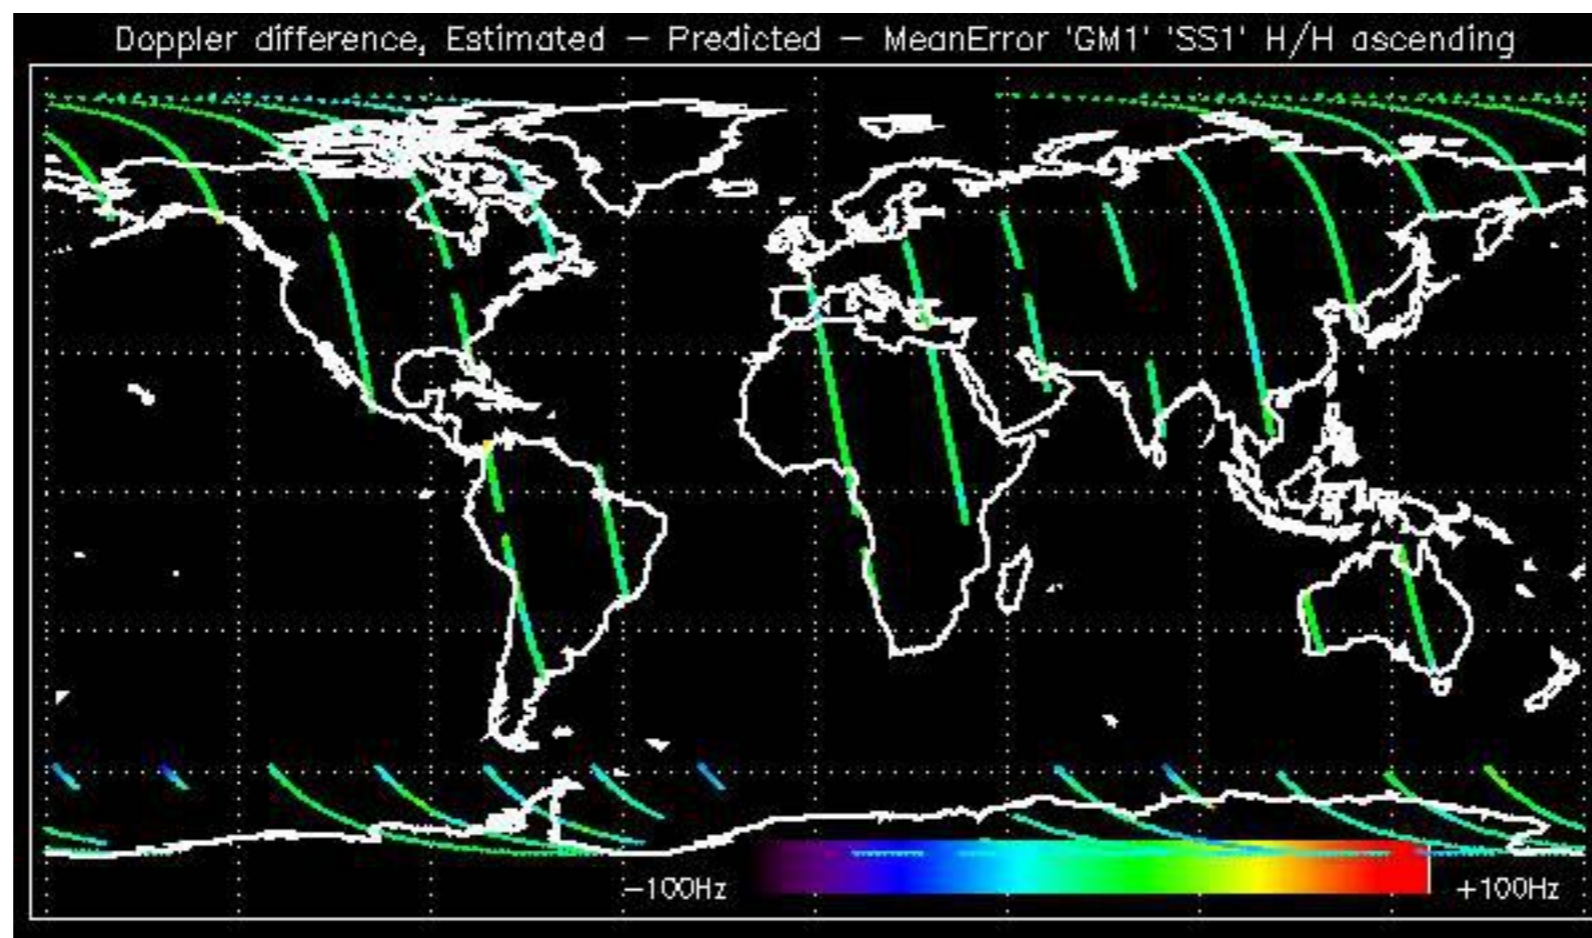 Doppler difference, Estimated – Predicted – MeanError 'GM1' 'SS1' H/H ascending
–100Hz
+100Hz